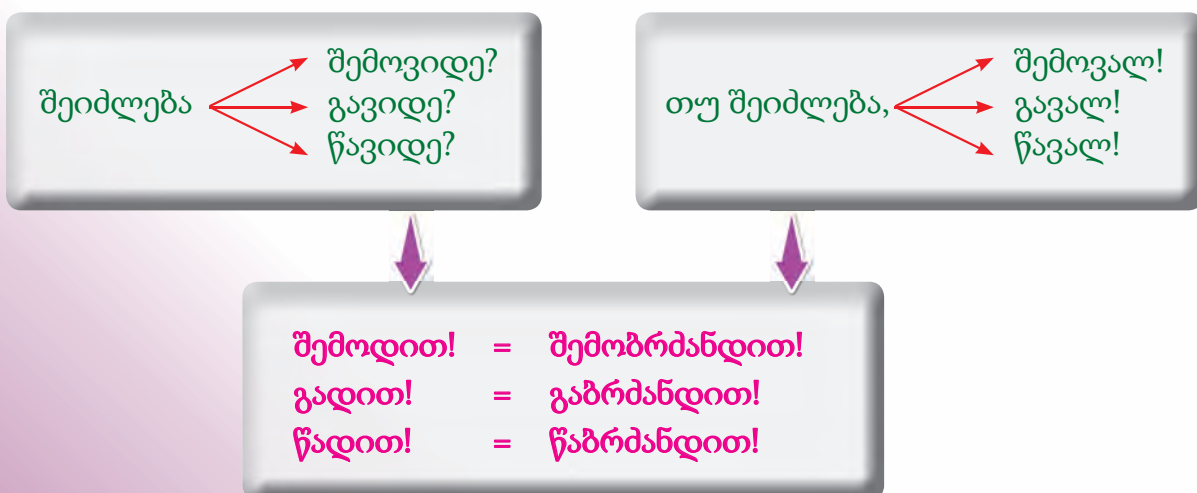 შეიძლება
შემოვიდე?
გავიდე?
წავიდე?
თუ შეიძლება,
შემოვალ!
გავალ!
წავალ!
შემოდით! = შემობრძანდით!
გადით! = გაბრძანდით!
წადით! = წაბრძანდით!